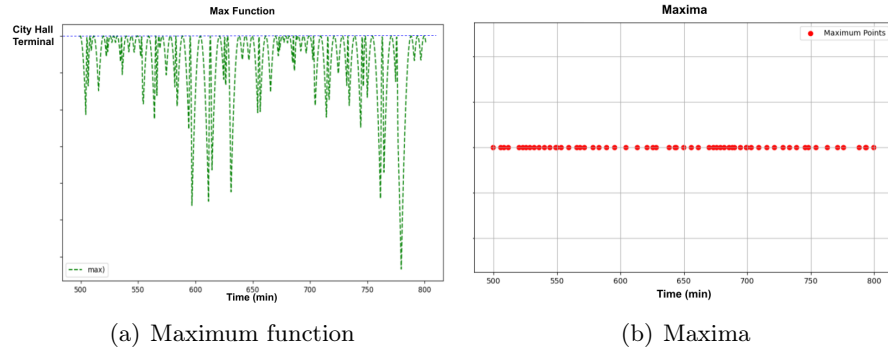 Max Function
City Hall
Terminal
max)
500 550 600 650 700 750 800
Time (min)
(a) Maximum function
Maxima
Maximum Points
500 550 600 650 700 750 800
Time (min)
(b) Maxima